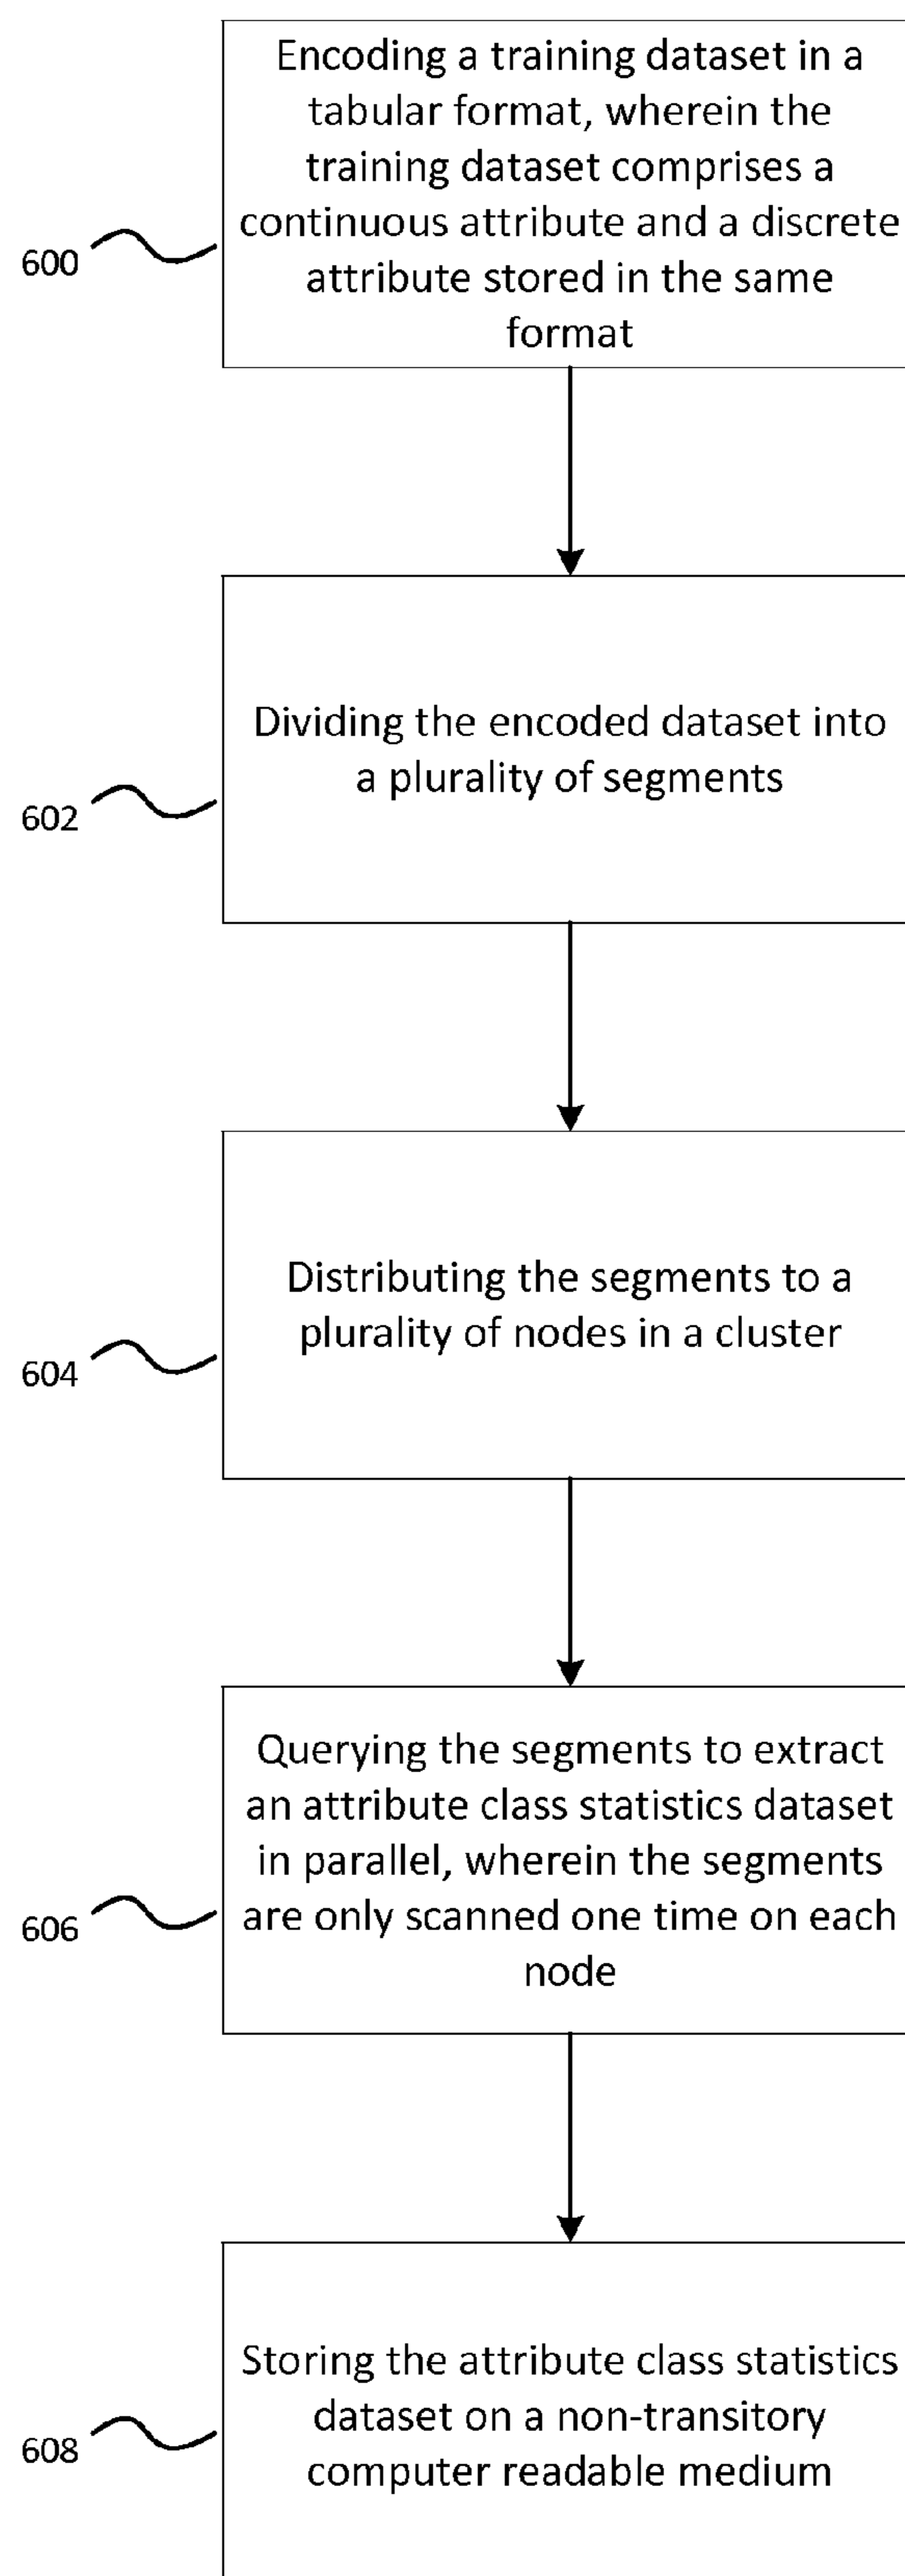 Encoding a training dataset in a
tabular format, wherein the
training dataset comprises a
continuous attribute and a discrete
attribute stored in the same
format
600
Dividing the encoded dataset into
a plurality of segments
602
Distributing the segments to a
plurality of nodes in a cluster
604
Querying the segments to extract
an attribute class statistics dataset
in parallel, wherein the segments
are only scanned one time on each
node
606
Storing the attribute class statistics
dataset on a non-transitory
computer readable medium
608